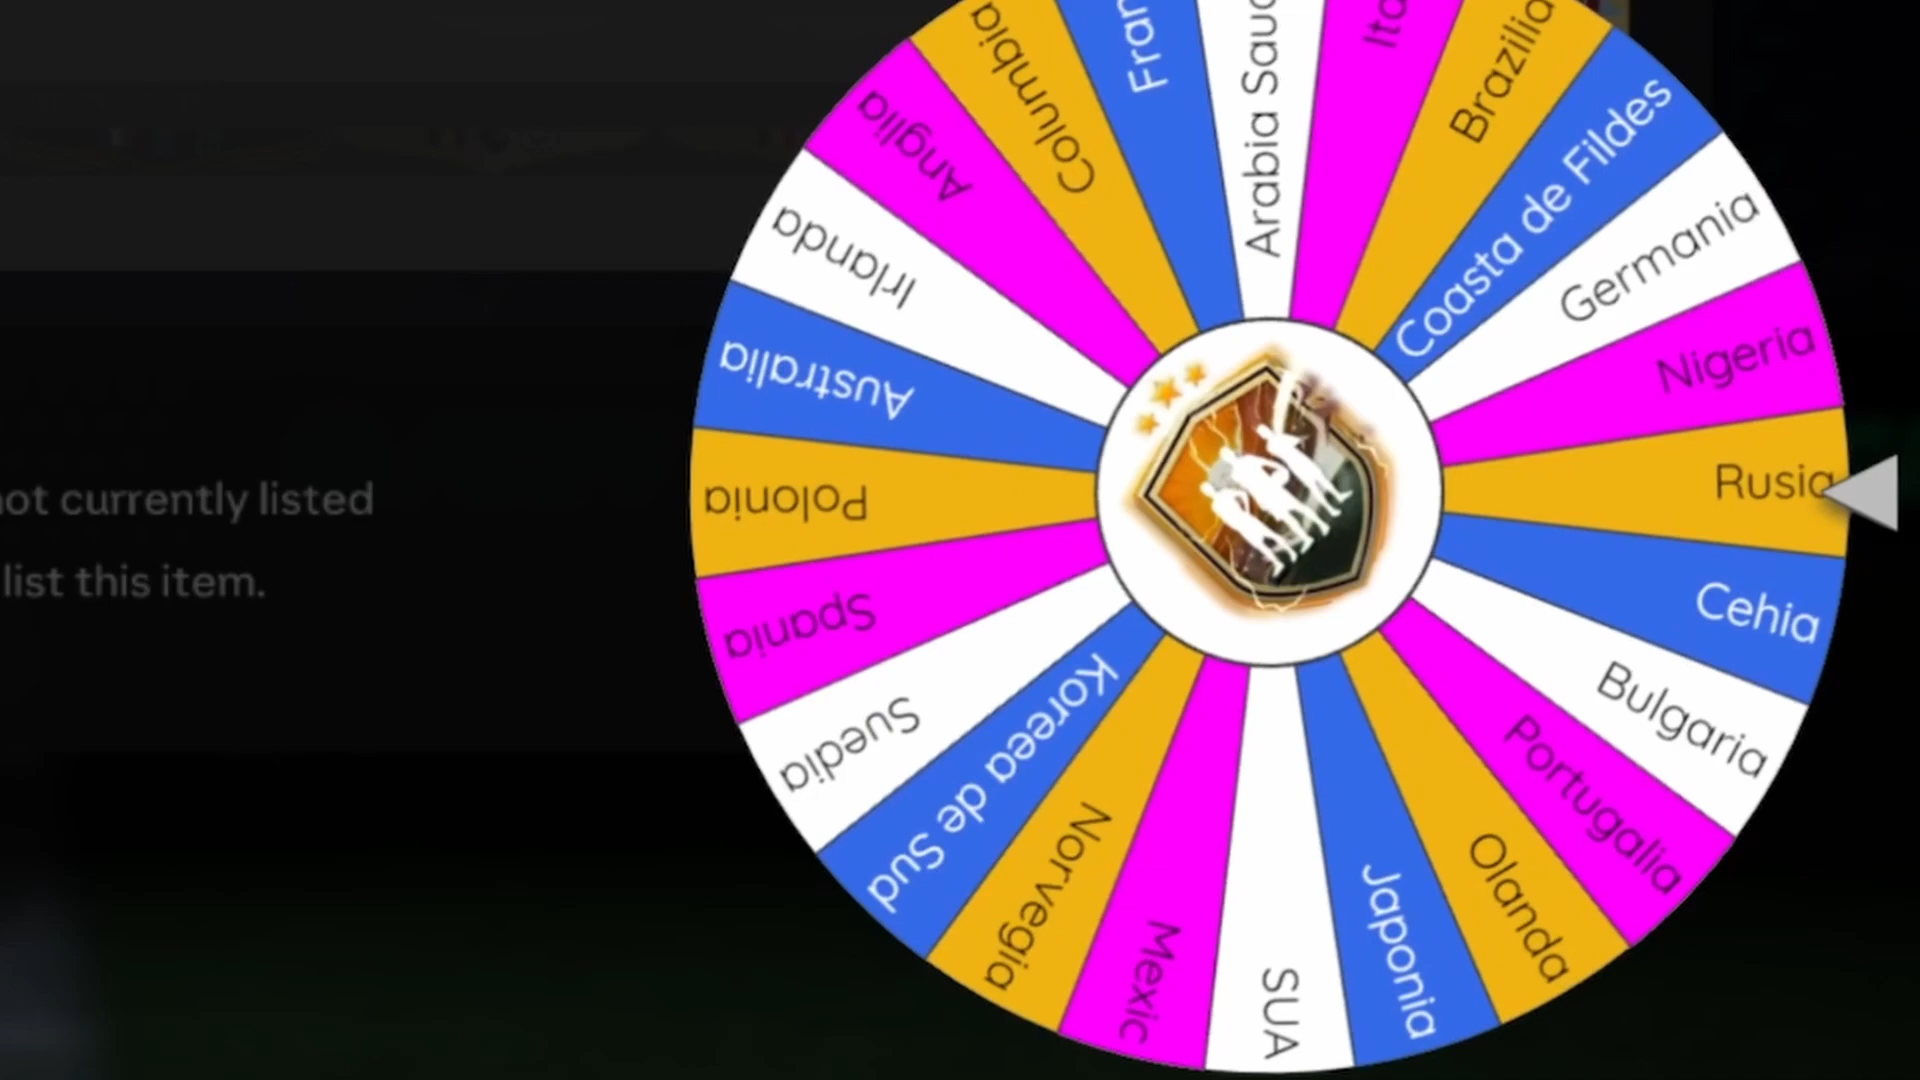 ot currently listed
list this item.
Columbia
Fran
Arabia Saud
Ita
Brazilia
Coasta de Fildes
Germania
Nigeria
Rusia
Cehia
Bulgaria
Portugalia
Olanda
Japonia
SUA
Mexic
Norvegia
Koreea de Sud
Suedia
Spania
Polonia
Australia
Irlanda
Anglia